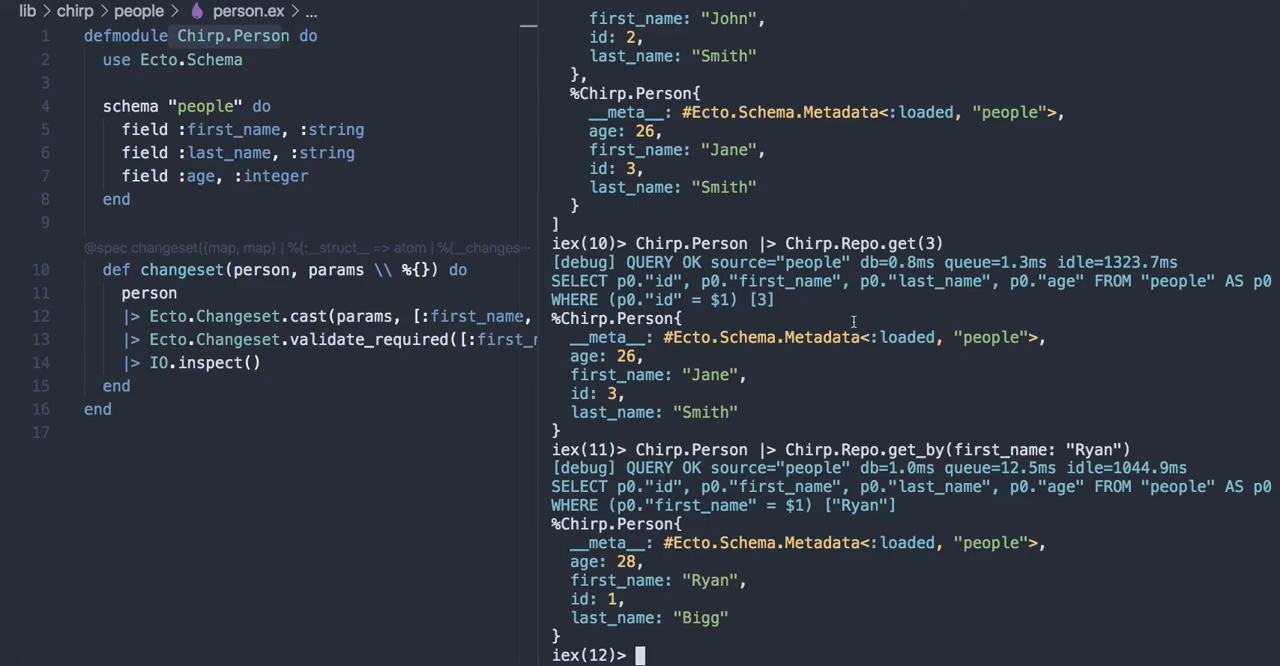 lib > chirp > people > person.ex > ...
1 defmodule Chirp.Person do
2 use Ecto.Schema
3
4 schema "people" do
5 field :first_name, :string
6 field :last_name, :string
7 field :age, :integer
8 end
9
@spec changeset({map, map} | %{:__struct__ => atom | %{__changes…
10 def changeset(person, params \\ %{}) do
11 person
12 |> Ecto.Changeset.cast(params, [:first_name,
13 |> Ecto.Changeset.validate_required([:first_
14 |> IO.inspect()
15 end
16 end
17
first_name: "John",
id: 2,
last_name: "Smith"
},
%Chirp.Person{
__meta__: #Ecto.Schema.Metadata<:loaded, "people">,
age: 26,
first_name: "Jane",
id: 3,
last_name: "Smith"
}
]
iex(10)> Chirp.Person |> Chirp.Repo.get(3)
[debug] QUERY OK source="people" db=0.8ms queue=1.3ms idle=1323.7ms
SELECT p0."id", p0."first_name", p0."last_name", p0."age" FROM "people" AS p0
WHERE (p0."id" = $1) [3]
%Chirp.Person{
__meta__: #Ecto.Schema.Metadata<:loaded, "people">,
age: 26,
first_name: "Jane",
id: 3,
last_name: "Smith"
}
iex(11)> Chirp.Person |> Chirp.Repo.get_by(first_name: "Ryan")
[debug] QUERY OK source="people" db=1.0ms queue=12.5ms idle=1044.9ms
SELECT p0."id", p0."first_name", p0."last_name", p0."age" FROM "people" AS p0
WHERE (p0."first_name" = $1) ["Ryan"]
%Chirp.Person{
__meta__: #Ecto.Schema.Metadata<:loaded, "people">,
age: 28,
first_name: "Ryan",
id: 1,
last_name: "Bigg"
}
iex(12)>